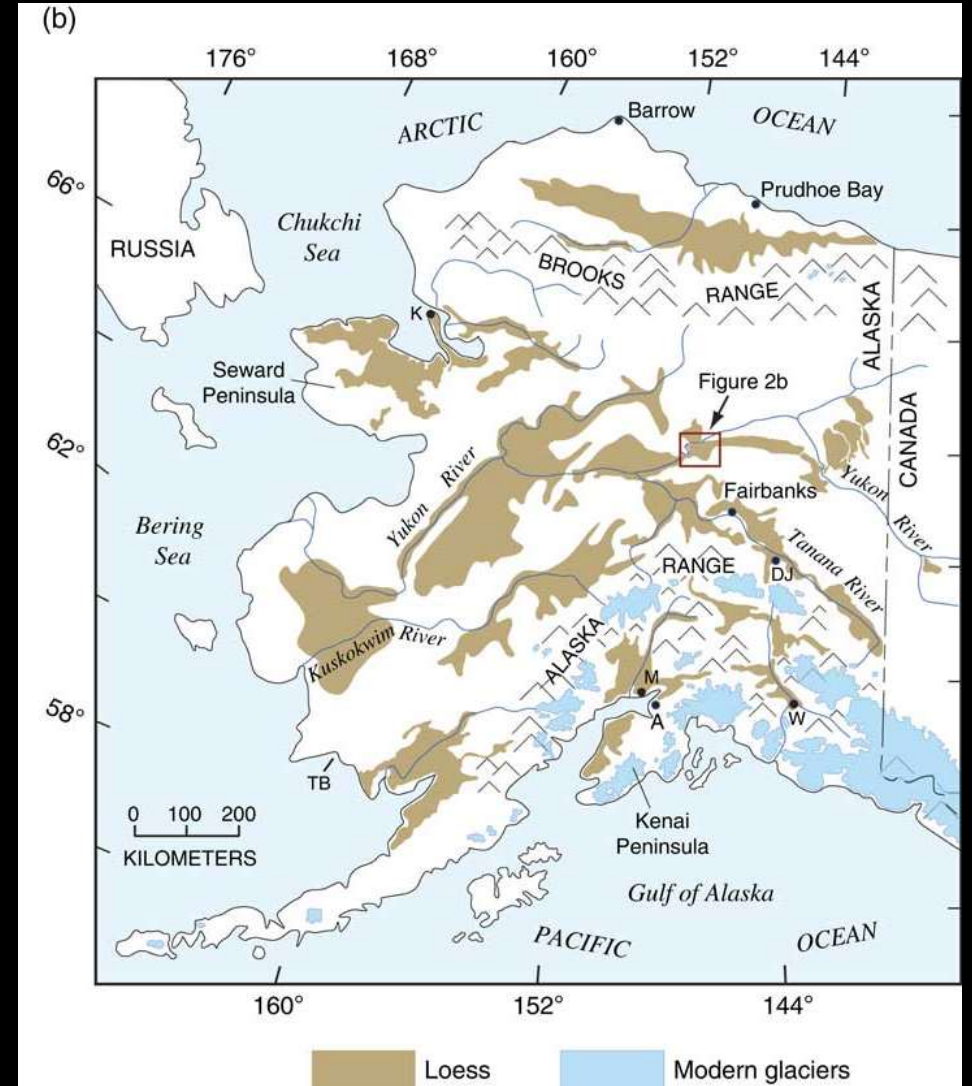 (b)
176° 168° 160° 152° 144°
Barrow
ARCTIC OCEAN
66°
Prudhoe Bay
Chukchi
Sea
RUSSIA
BROOKS
RANGE
ALASKA
K
Seward
Peninsula
Figure 2b
CANADA
62°
Yukon River
Yukon
River
Fairbanks
Bering
Sea
Tanana River
RANGE
DJ
Kuskokwim River
ALASKA
M
58°
A
W
TB
0 100 200
KILOMETERS
Kenai
Peninsula
Gulf of Alaska
PACIFIC OCEAN
160° 152° 144°
Loess
Modern glaciers